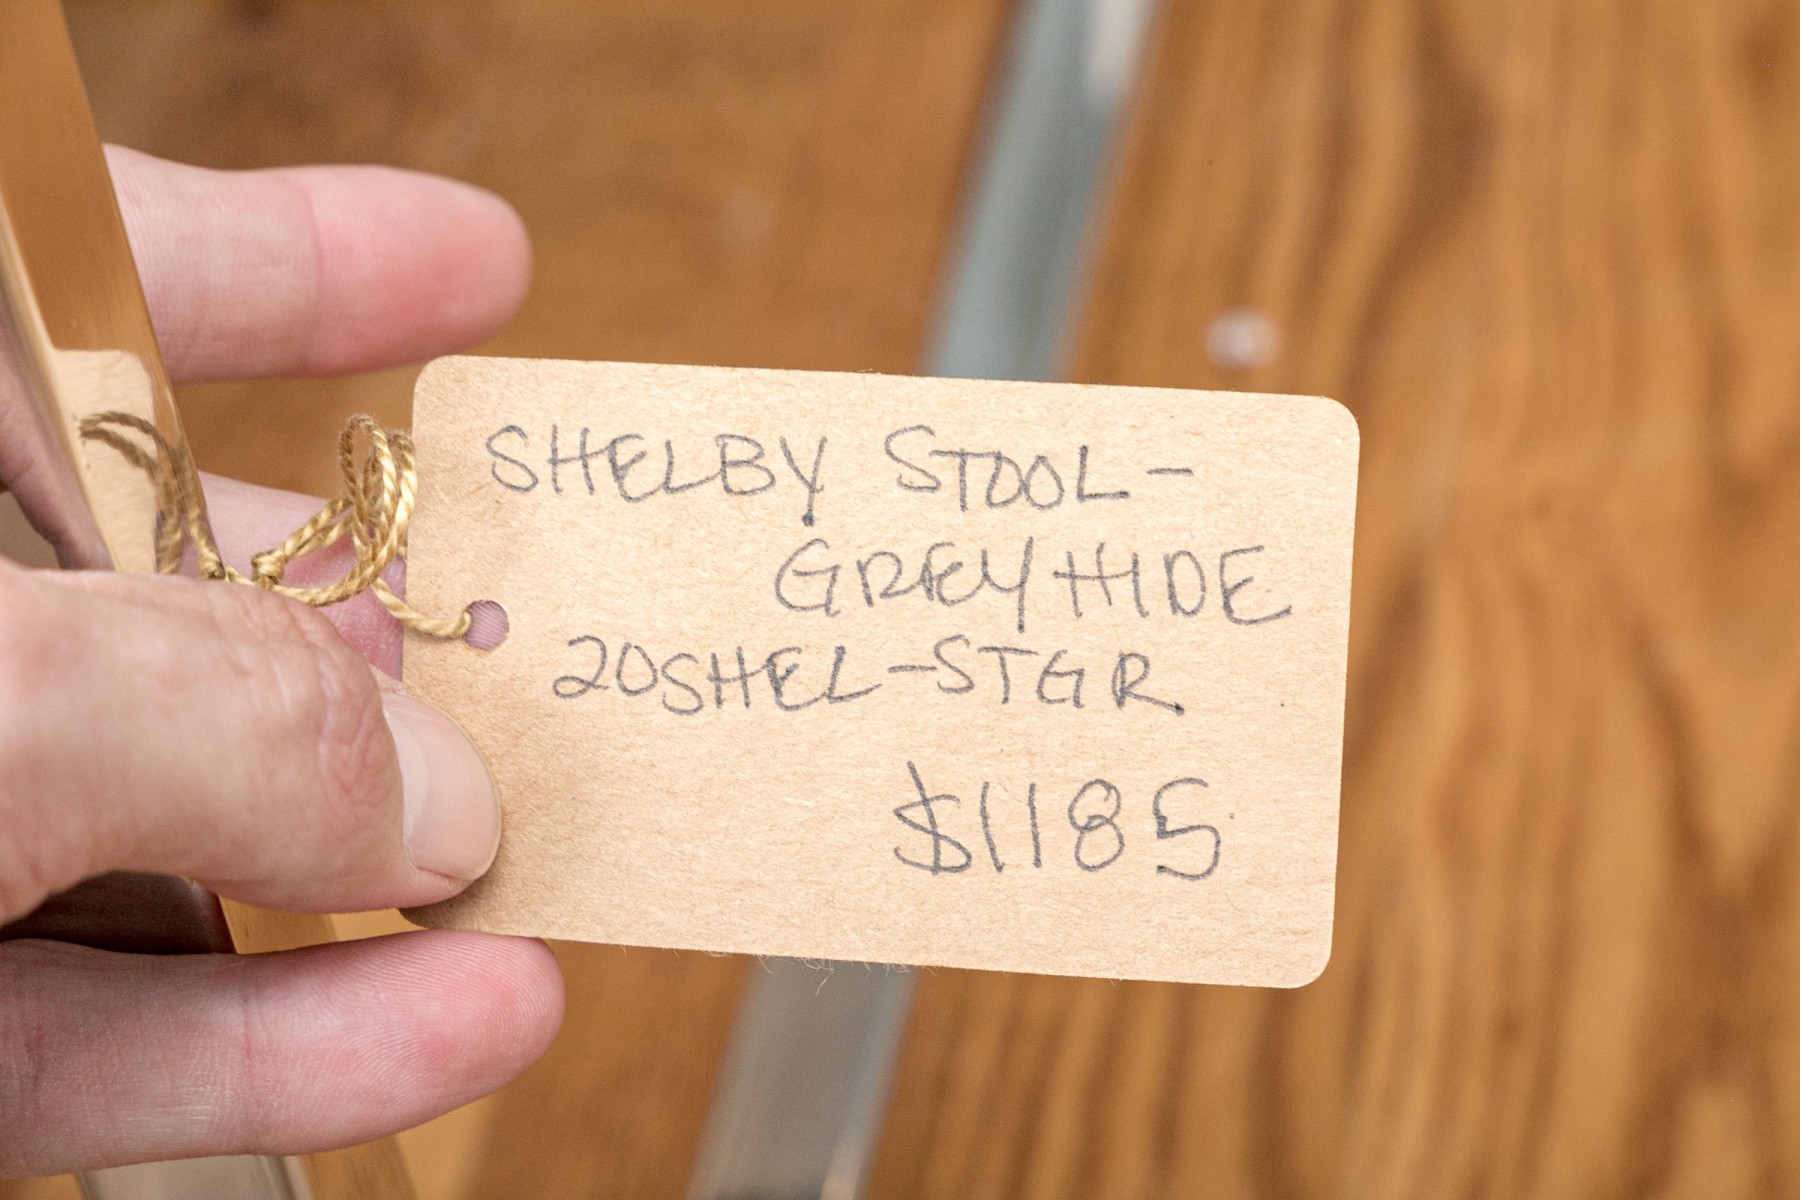 SHELBY STOOL-
GREY HIDE
20SHEL-STGR
$1185